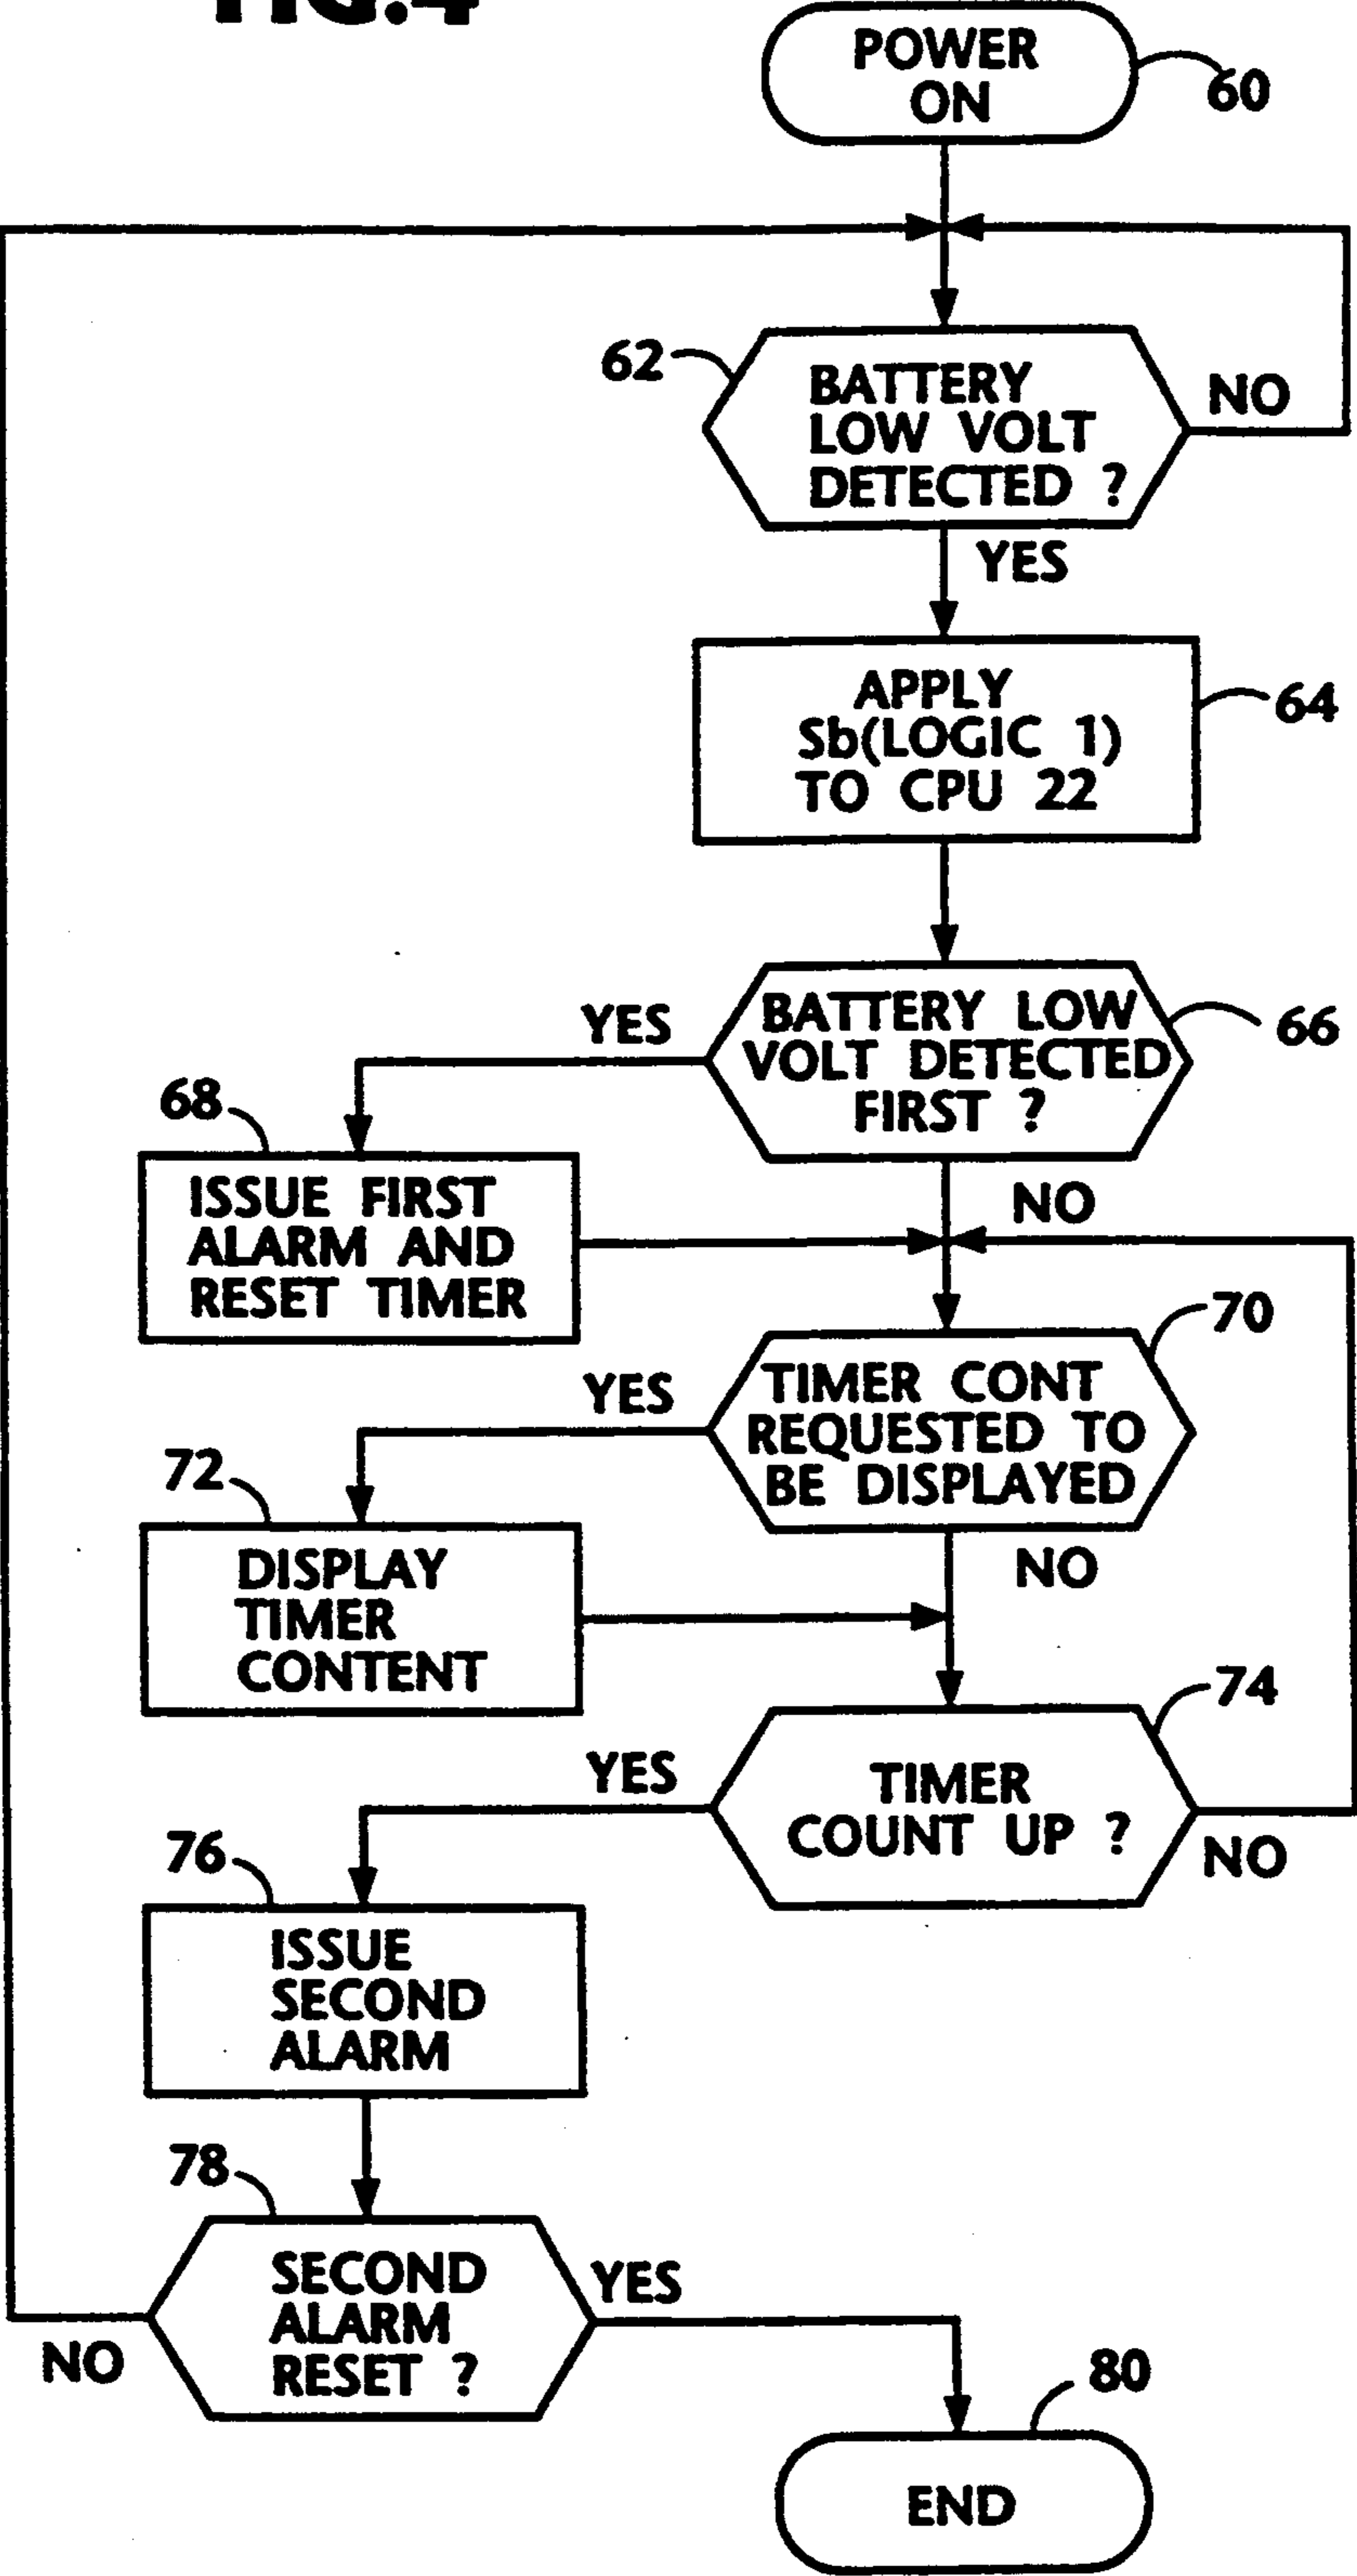 FIG.4
POWER
ON
60
62
BATTERY
LOW VOLT
DETECTED ?
NO
YES
APPLY
Sb(LOGIC 1)
TO CPU 22
64
YES
BATTERY LOW
VOLT DETECTED
FIRST ?
66
68
ISSUE FIRST
ALARM AND
RESET TIMER
NO
70
YES
TIMER CONT
REQUESTED TO
BE DISPLAYED
72
DISPLAY
TIMER
CONTENT
NO
74
YES
TIMER
COUNT UP ?
NO
76
ISSUE
SECOND
ALARM
78
SECOND
ALARM
RESET ?
YES
NO
80
END